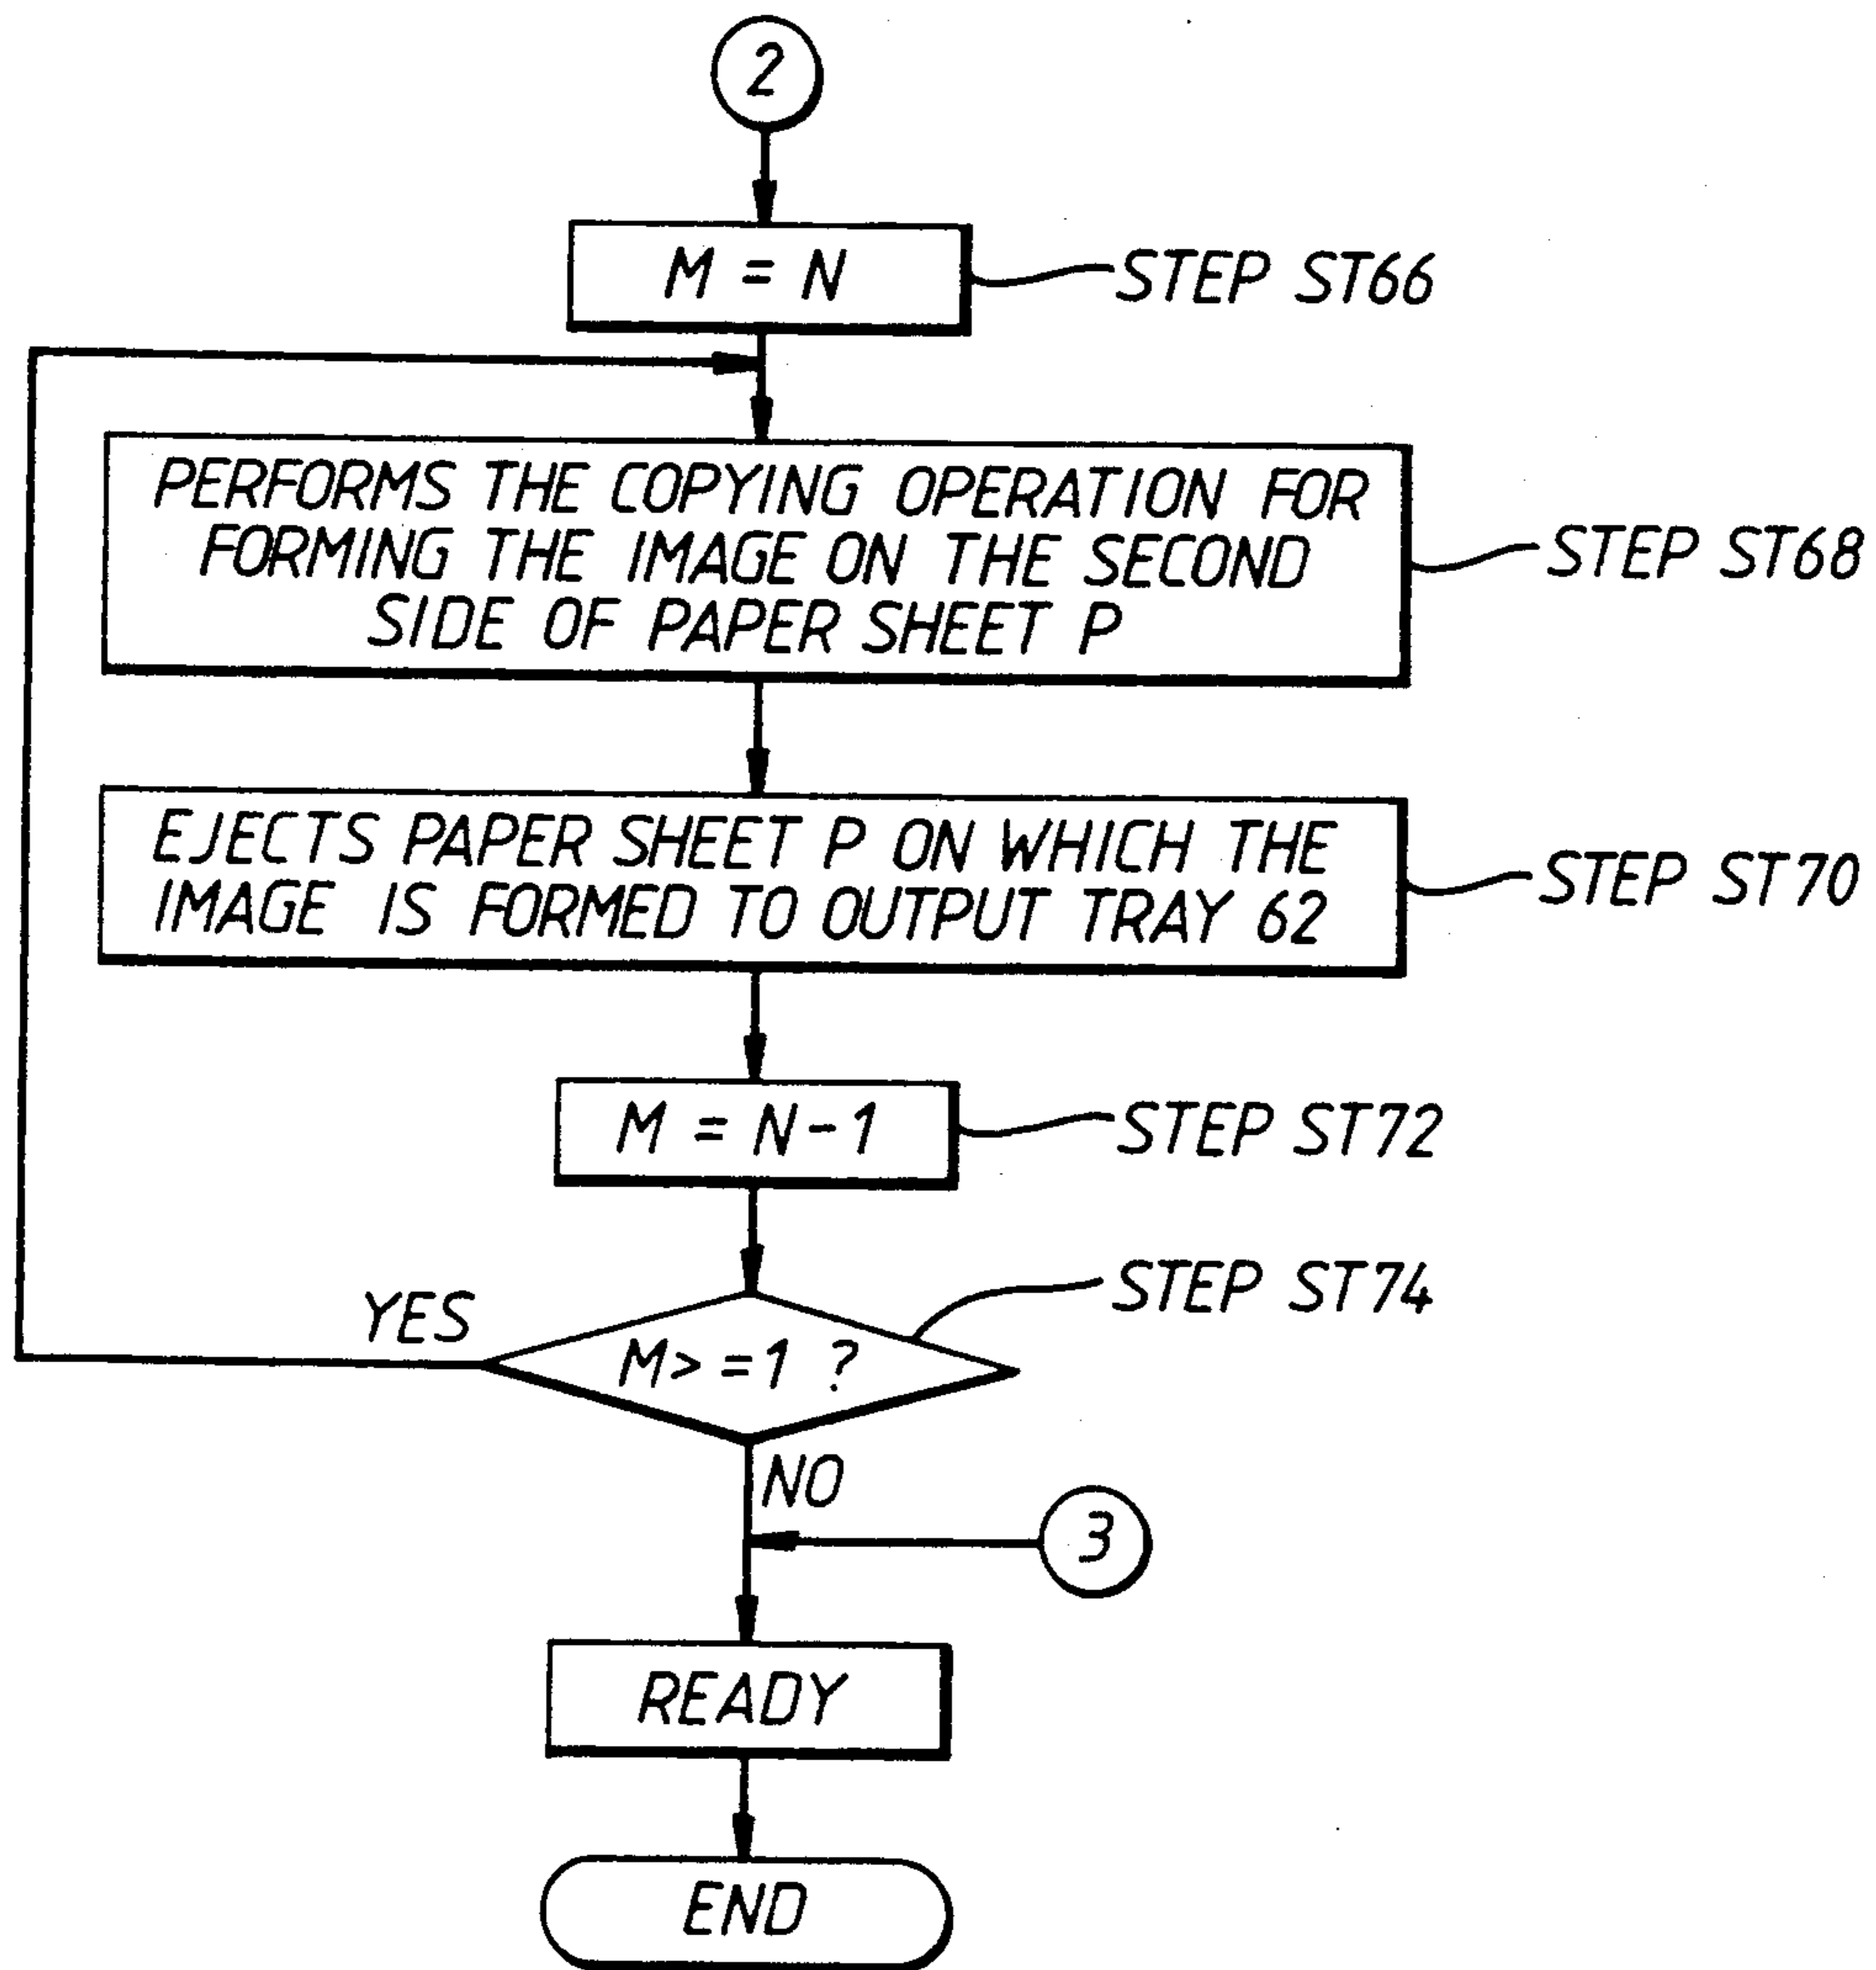 2
M = N
STEP ST66
PERFORMS THE COPYING OPERATION FOR
FORMING THE IMAGE ON THE SECOND
SIDE OF PAPER SHEET P
STEP ST68
EJECTS PAPER SHEET P ON WHICH THE
IMAGE IS FORMED TO OUTPUT TRAY 62
STEP ST70
M = N-1
STEP ST72
STEP ST74
YES
M> =1 ?
NO
3
READY
END